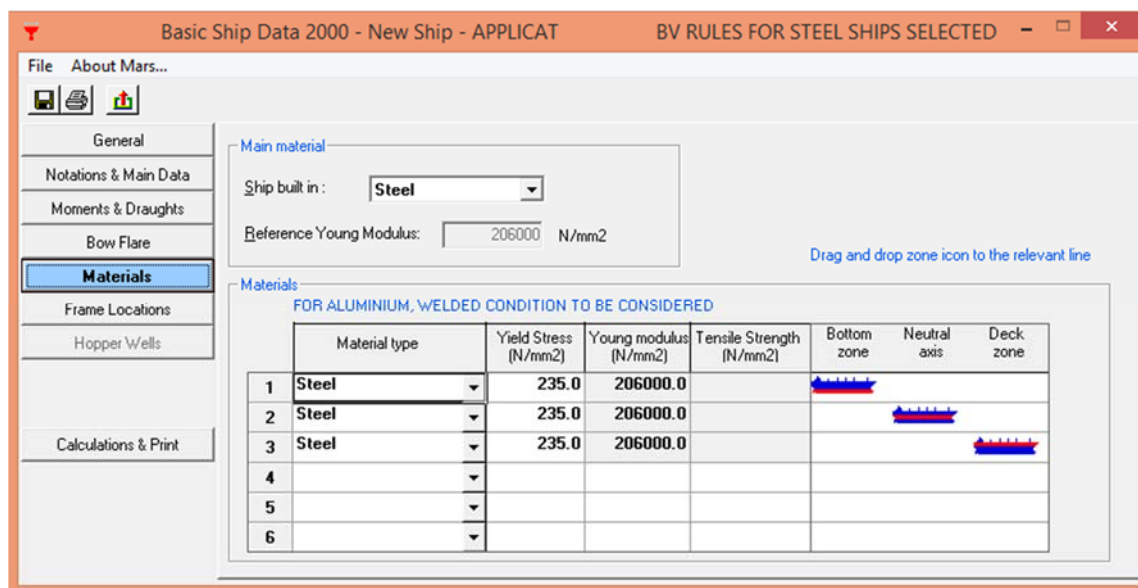 Basic Ship Data 2000 - New Ship - APPLICAT BV RULES FOR STEEL SHIPS SELECTED
File About Mars...
General
Notations & Main Data
Moments & Draughts
Bow Flare
Materials
Frame Locations
Hopper Wells
Calculations & Print
Main material
Ship built in : Steel
Reference Young Modulus: 206000 N/mm2
Drag and drop zone icon to the relevant line
Materials
FOR ALUMINIUM, WELDED CONDITION TO BE CONSIDERED
Material type Yield Stress (N/mm2) Young modulus (N/mm2) Tensile Strength (N/mm2) Bottom zone Neutral axis Deck zone
1 Steel 235.0 206000.0
2 Steel 235.0 206000.0
3 Steel 235.0 206000.0
4
5
6